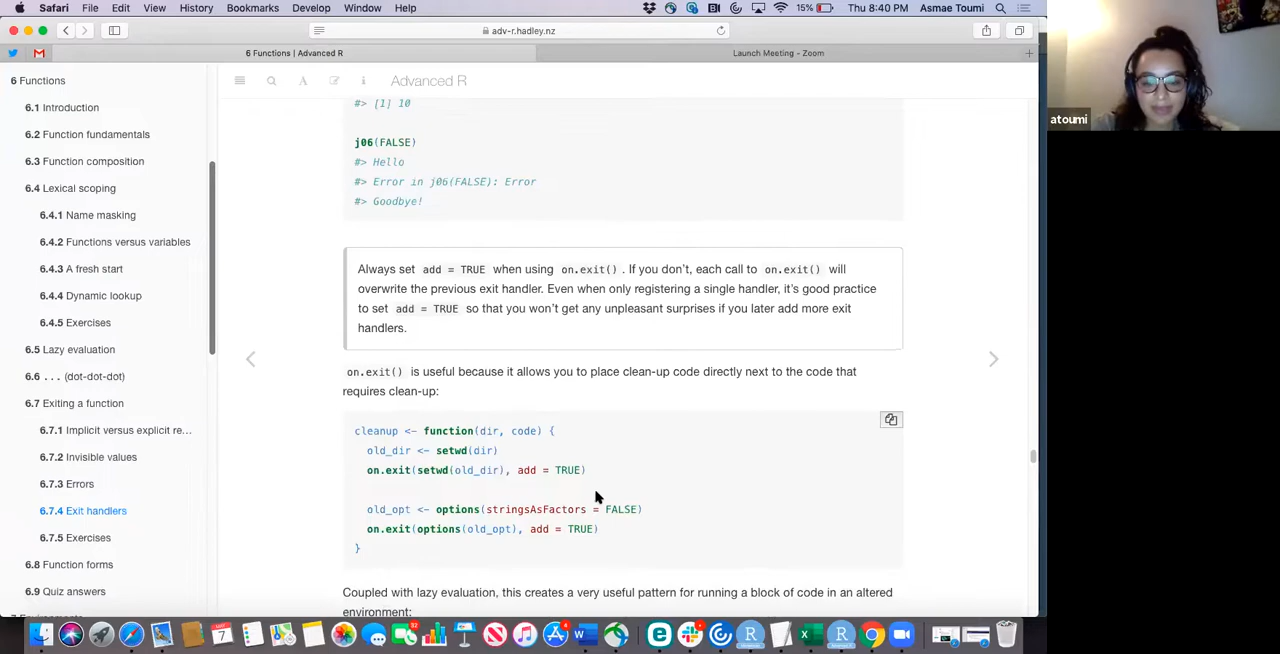 Safari File Edit View History Bookmarks Develop Window Help 15% Thu 8:40 PM Asmae Toumi
adv-r.hadley.nz
6 Functions | Advanced R
Launch Meeting - Zoom
6 Functions
6.1 Introduction
6.2 Function fundamentals
6.3 Function composition
6.4 Lexical scoping
6.4.1 Name masking
6.4.2 Functions versus variables
6.4.3 A fresh start
6.4.4 Dynamic lookup
6.4.5 Exercises
6.5 Lazy evaluation
6.6 ... (dot-dot-dot)
6.7 Exiting a function
6.7.1 Implicit versus explicit re...
6.7.2 Invisible values
6.7.3 Errors
6.7.4 Exit handlers
6.7.5 Exercises
6.8 Function forms
6.9 Quiz answers
Advanced R
#> [1] 10
j06(FALSE)
#> Hello
#> Error in j06(FALSE): Error
#> Goodbye!
Always set add = TRUE when using on.exit() . If you don't, each call to on.exit() will
overwrite the previous exit handler. Even when only registering a single handler, it's good practice
to set add = TRUE so that you won't get any unpleasant surprises if you later add more exit
handlers.
on.exit() is useful because it allows you to place clean-up code directly next to the code that
requires clean-up:
cleanup <- function(dir, code) {
old_dir <- setwd(dir)
on.exit(setwd(old_dir), add = TRUE)
old_opt <- options(stringsAsFactors = FALSE)
on.exit(options(old_opt), add = TRUE)
}
Coupled with lazy evaluation, this creates a very useful pattern for running a block of code in an altered
environment:
atoumi